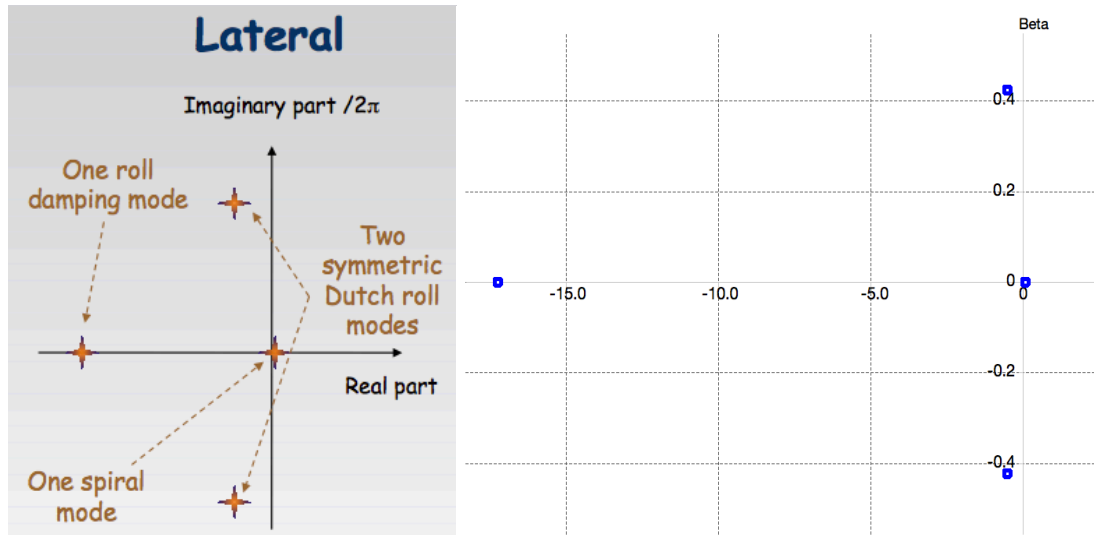 Lateral
Imaginary part /2π
One roll
damping mode
Two
symmetric
Dutch roll
modes
Real part
One spiral
mode
Beta
0.4
0.2
0
-15.0
-10.0
-5.0
0
-0.2
-0.4